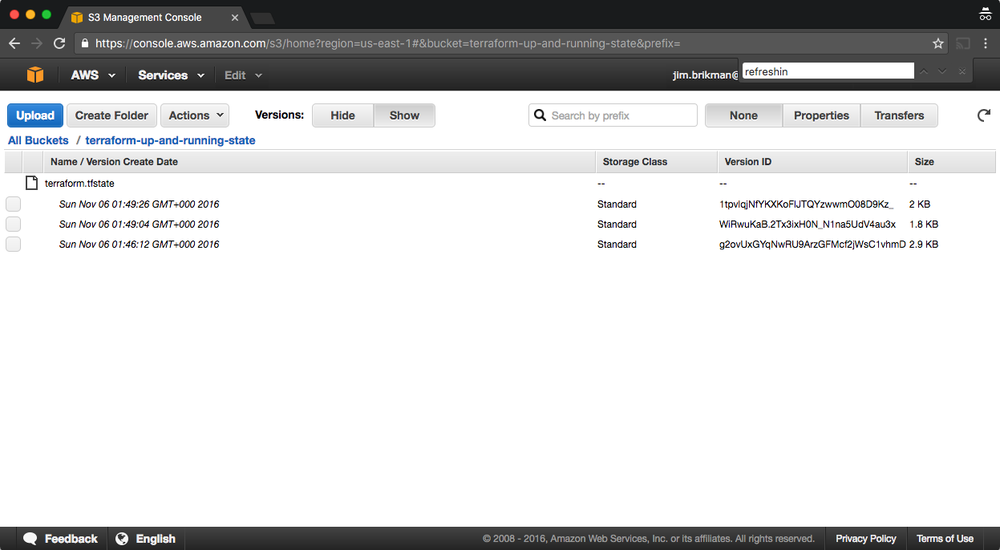 S3 Management Console
https://console.aws.amazon.com/s3/home?region=us-east-1#&bucket=terraform-up-and-running-state&prefix=
AWS Services Edit jim.brikman@ refreshin
Upload Create Folder Actions Versions: Hide Show Search by prefix None Properties Transfers
All Buckets / terraform-up-and-running-state
Name / Version Create Date Storage Class Version ID Size
terraform.tfstate -- -- --
Sun Nov 06 01:49:26 GMT+000 2016 Standard 1tpvlqjNfYKXKoFlJTQYzwwmO08D9Kz_ 2 KB
Sun Nov 06 01:49:04 GMT+000 2016 Standard WiRwuKaB.2Tx3ixH0N_N1na5UdV4au3x 1.8 KB
Sun Nov 06 01:46:12 GMT+000 2016 Standard g2ovUxGYqNwRU9ArzGFMcf2jWsC1vhmD 2.9 KB
Feedback English © 2008 - 2016, Amazon Web Services, Inc. or its affiliates. All rights reserved. Privacy Policy Terms of Use